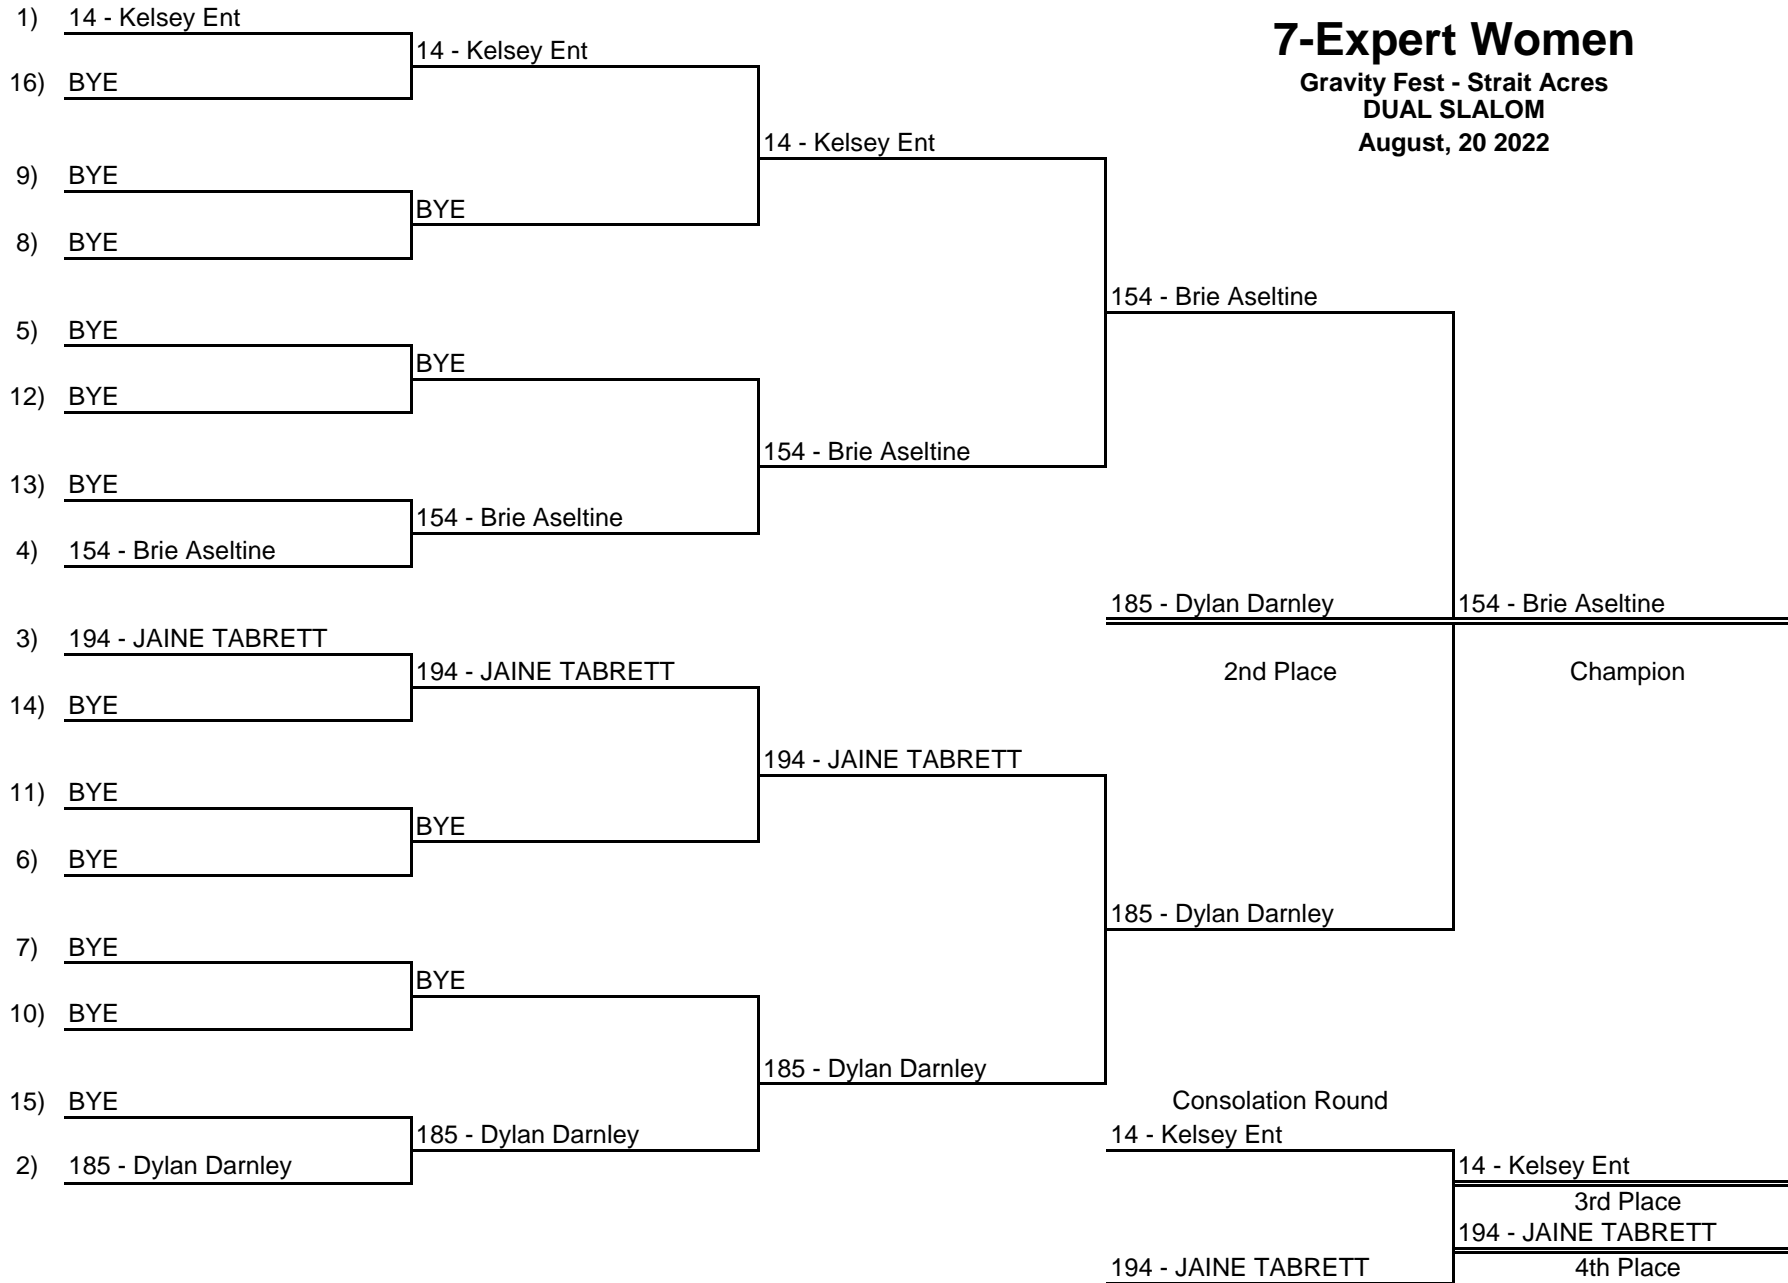 7-Expert Women
Gravity Fest - Strait Acres
DUAL SLALOM
August, 20 2022
1) 14 - Kelsey Ent
16) BYE
9) BYE
8) BYE
5) BYE
12) BYE
13) BYE
4) 154 - Brie Aseltine
3) 194 - JAINE TABRETT
14) BYE
11) BYE
6) BYE
7) BYE
10) BYE
15) BYE
2) 185 - Dylan Darnley
14 - Kelsey Ent
BYE
BYE
154 - Brie Aseltine
194 - JAINE TABRETT
BYE
BYE
185 - Dylan Darnley
14 - Kelsey Ent
154 - Brie Aseltine
194 - JAINE TABRETT
185 - Dylan Darnley
154 - Brie Aseltine
185 - Dylan Darnley
2nd Place
185 - Dylan Darnley
154 - Brie Aseltine
Champion
Consolation Round
14 - Kelsey Ent
194 - JAINE TABRETT
14 - Kelsey Ent
3rd Place
194 - JAINE TABRETT
4th Place